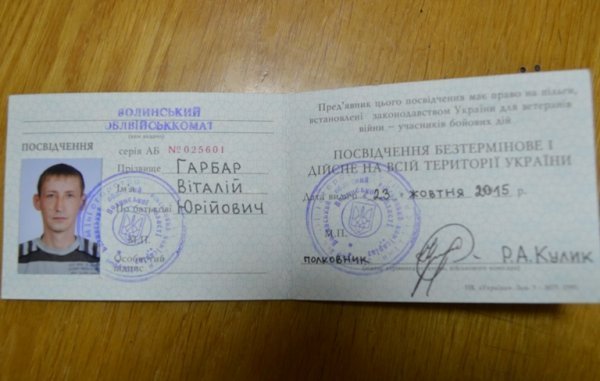 ВОЛИНСЬКИЙ
ОБЛВІЙСЬККОМАТ
ПОСВІДЧЕННЯ
серія АБ № 025601
Прізвище ГАРБАР
Ім'я ВІТАЛІЙ
По батькові ЮРІЙОВИЧ
М.П.
Особистий
підпис
Пред'явник цього посвідчення має право на пільги,
встановлені законодавством України для ветеранів
війни – учасників бойових дій
ПОСВІДЧЕННЯ БЕЗТЕРМІНОВЕ І
ДІЙСНЕ НА ВСІЙ ТЕРИТОРІЇ УКРАЇНИ
Дата видачі 23 жовтня 2015 р.
М.П.
полковник Р.А.Кулик